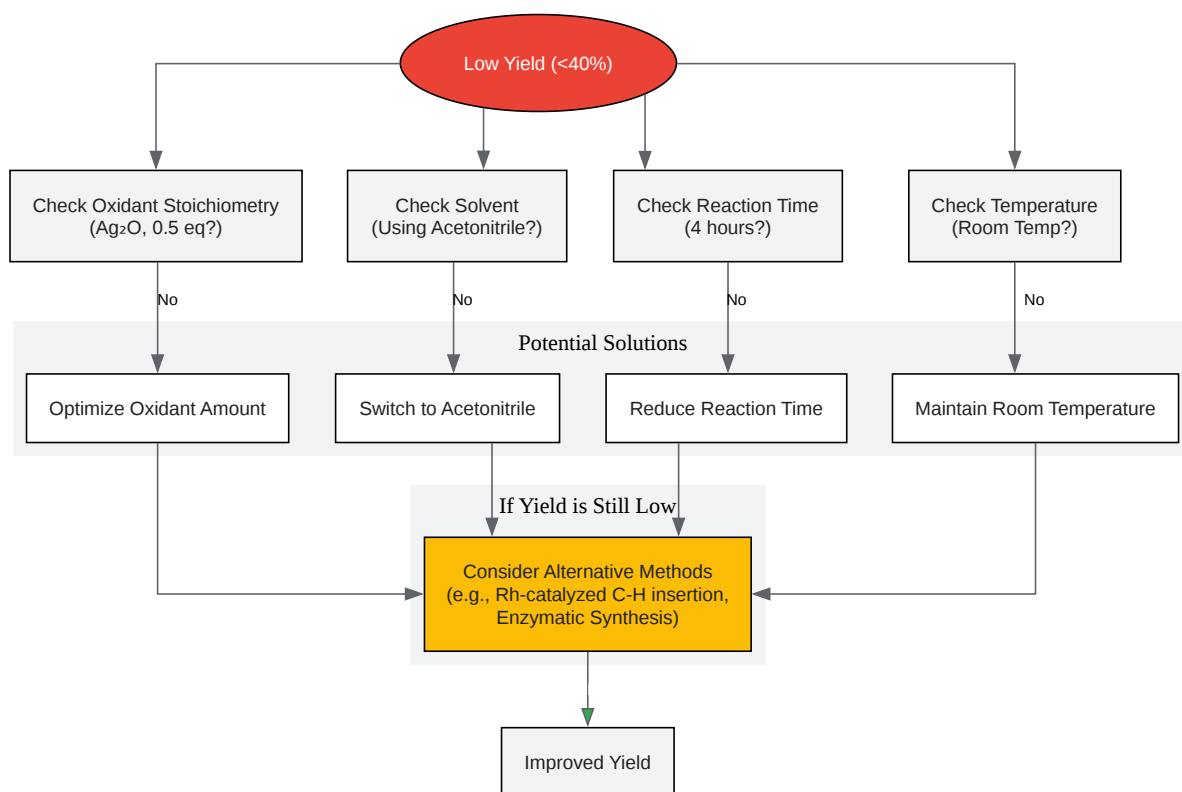 Low Yield (<40%)
Check Oxidant Stoichiometry
(Ag₂O, 0.5 eq?)
Check Solvent
(Using Acetonitrile?)
Check Reaction Time
(4 hours?)
Check Temperature
(Room Temp?)
No
No
No
No
Potential Solutions
Optimize Oxidant Amount
Switch to Acetonitrile
Reduce Reaction Time
Maintain Room Temperature
If Yield is Still Low
Consider Alternative Methods
(e.g., Rh-catalyzed C-H insertion,
Enzymatic Synthesis)
Improved Yield